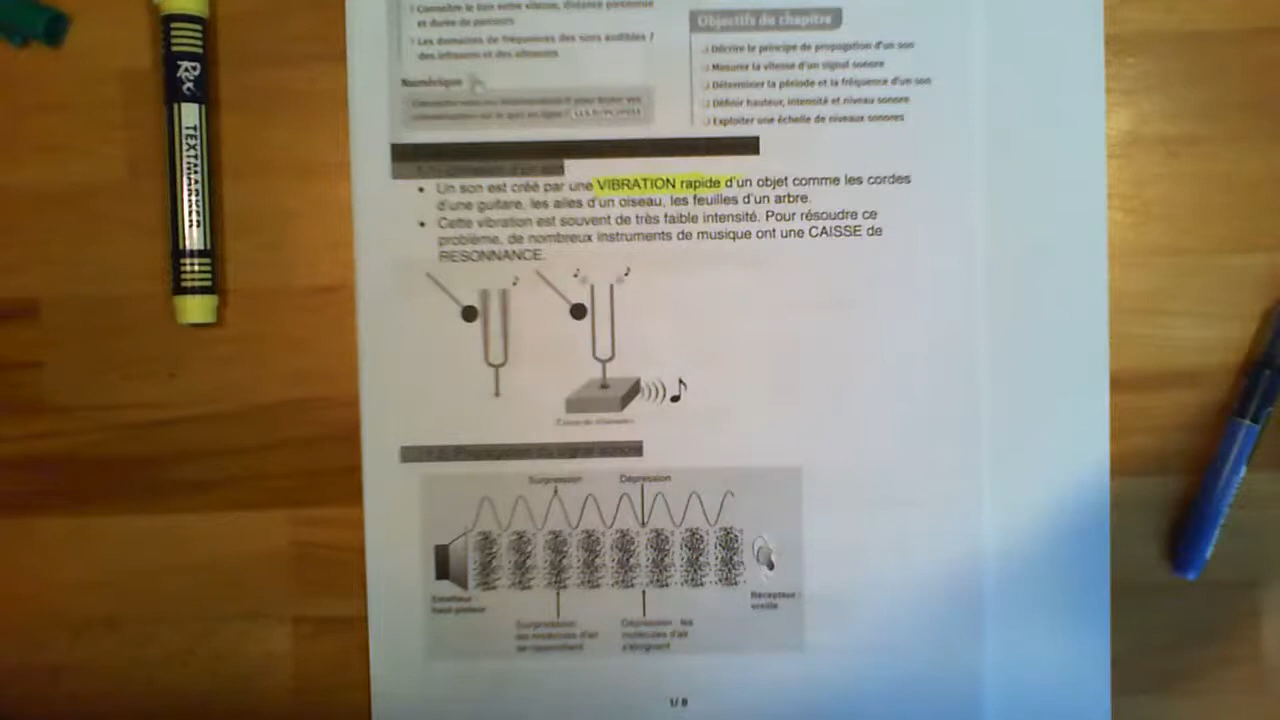 Connaître le lien entre vitesse, distance parcourue
et durée de parcours
Les domaines de fréquences des sons audibles /
des infrasons et des ultrasons
Numérique
Objectifs du chapitre
Décrire le principe de propagation d'un son
Mesurer la vitesse d'un signal sonore
Déterminer la période et la fréquence d'un son
Définir hauteur, intensité et niveau sonore
Exploiter une échelle de niveaux sonores
• Un son est créé par une VIBRATION rapide d'un objet comme les cordes
d'une guitare, les ailes d'un oiseau, les feuilles d'un arbre.
• Cette vibration est souvent de très faible intensité. Pour résoudre ce
problème, de nombreux instruments de musique ont une CAISSE de
RESONNANCE.
Propagation du signal sonore
Surpression
Dépression
Emetteur :
haut-parleur
Récepteur :
oreille
Surpression :
les molécules d'air
se rapprochent
Dépression : les
molécules d'air
s'éloignent
1/8
Rex
TEXTMARKER